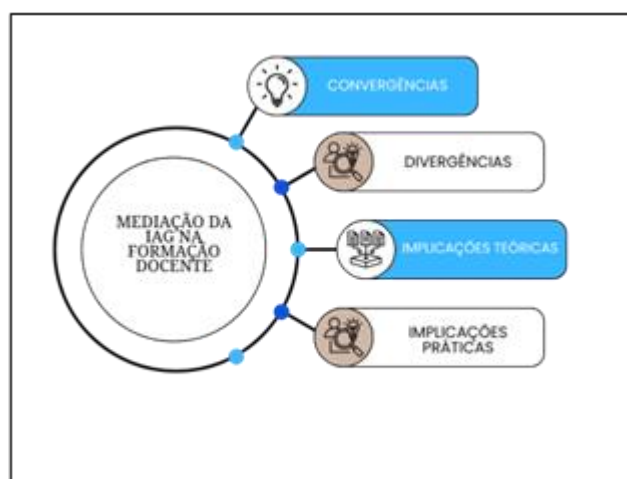 CONVERGÊNCIAS
DIVERGÊNCIAS
MEDIAÇÃO DA
IAG NA
FORMAÇÃO
DOCENTE
IMPLICAÇÕES TEÓRICAS
IMPLICAÇÕES
PRÁTICAS